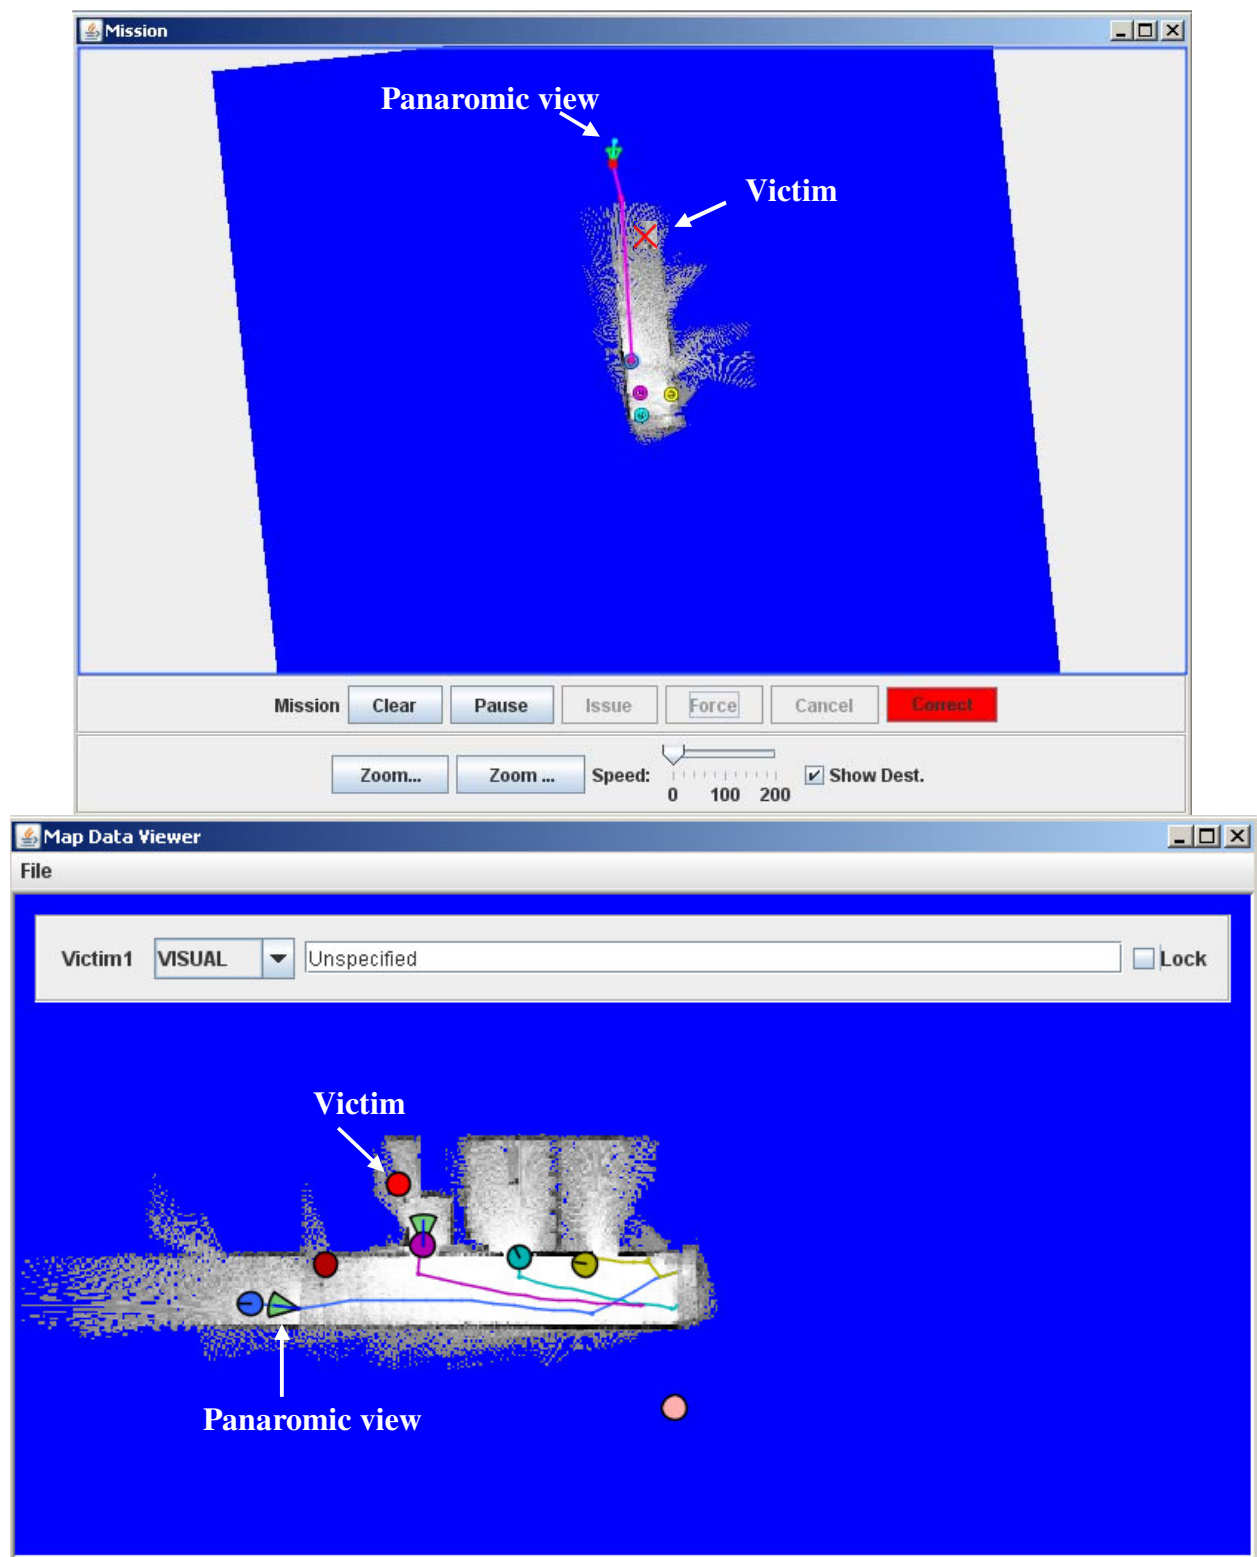 Mission
Panaromic view
Victim
Mission Clear Pause Issue Force Cancel Correct
Zoom... Zoom ... Speed: 0 100 200 Show Dest.
Map Data Viewer
File
Victim1 VISUAL Unspecified Lock
Victim
Panaromic view